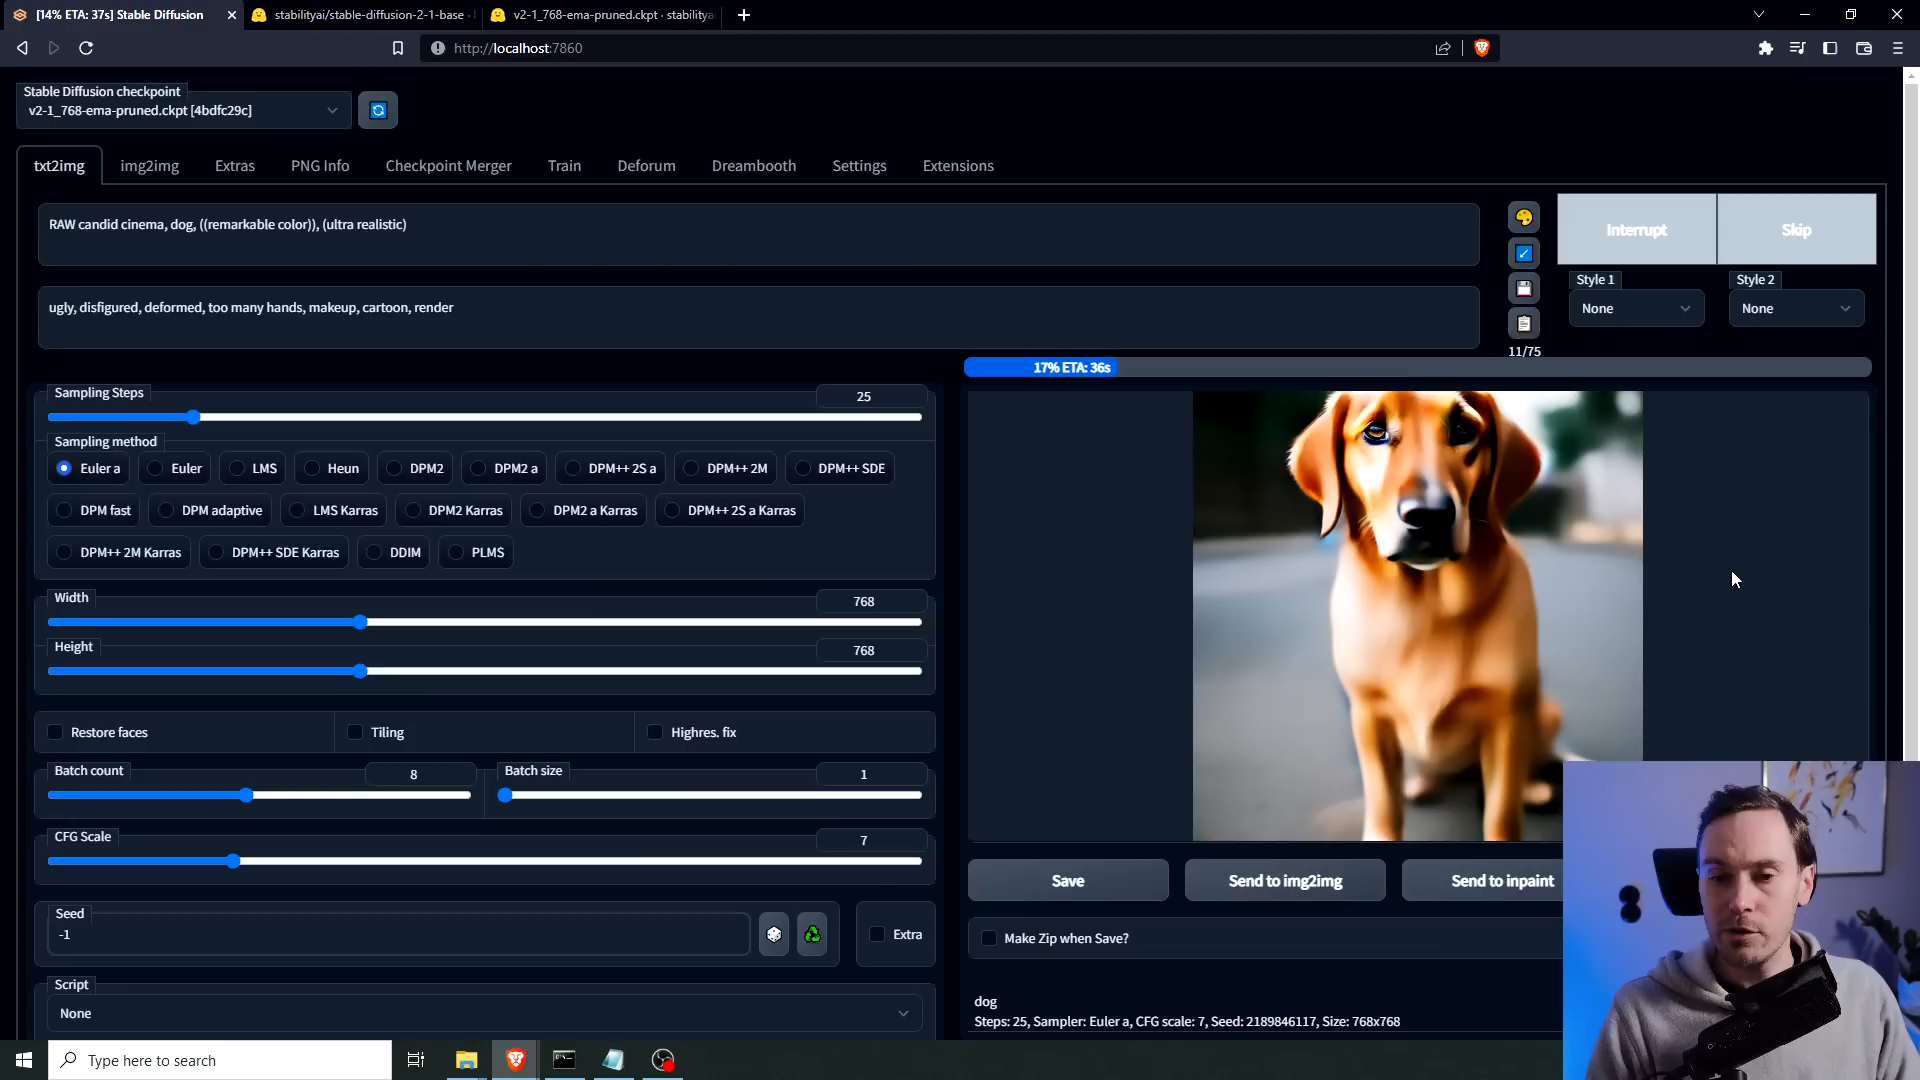 [14% ETA: 37s] Stable Diffusion
stabilityai/stable-diffusion-2-1-base ·
v2-1_768-ema-pruned.ckpt · stabilityai
http://localhost:7860
Stable Diffusion checkpoint
v2-1_768-ema-pruned.ckpt [4bdfc29c]
txt2img img2img Extras PNG Info Checkpoint Merger Train Deforum Dreambooth Settings Extensions
RAW candid cinema, dog, ((remarkable color)), (ultra realistic)
Interrupt Skip
Style 1 Style 2
None None
ugly, disfigured, deformed, too many hands, makeup, cartoon, render
11/75
17% ETA: 36s
Sampling Steps
25
Sampling method
Euler a Euler LMS Heun DPM2 DPM2 a DPM++ 2S a DPM++ 2M DPM++ SDE
DPM fast DPM adaptive LMS Karras DPM2 Karras DPM2 a Karras DPM++ 2S a Karras
DPM++ 2M Karras DPM++ SDE Karras DDIM PLMS
Width
768
Height
768
Restore faces Tiling Highres. fix
Batch count 8 Batch size 1
CFG Scale
7
Save Send to img2img Send to inpaint
Seed
-1
Extra
Make Zip when Save?
Script
None
dog
Steps: 25, Sampler: Euler a, CFG scale: 7, Seed: 2189846117, Size: 768x768
Type here to search